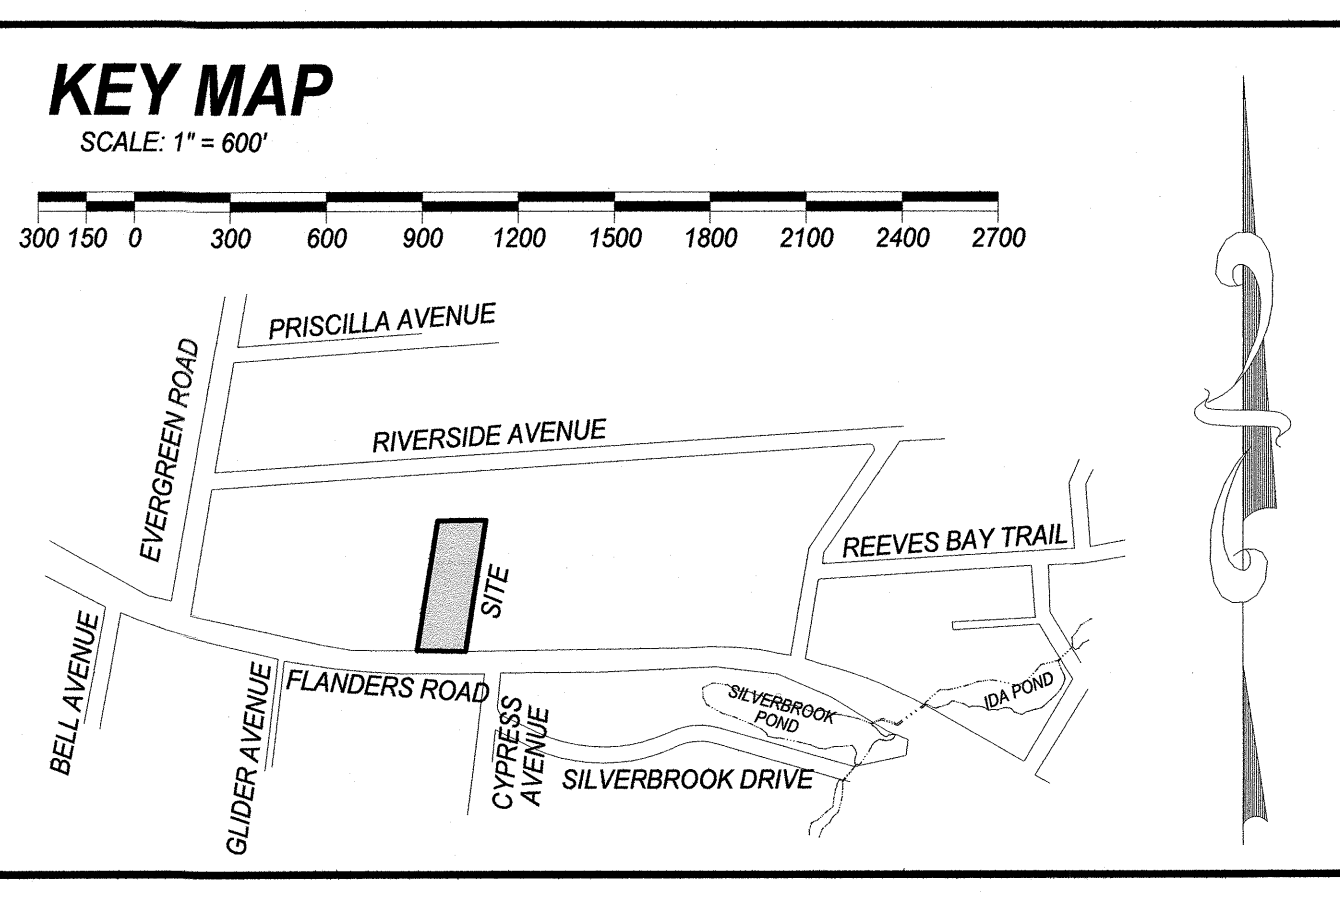 KEY MAP
SCALE: 1" = 600'
300 150 0 300 600 900 1200 1500 1800 2100 2400 2700
PRISCILLA AVENUE
EVERGREEN ROAD
RIVERSIDE AVENUE
REEVES BAY TRAIL
SITE
BELL AVENUE
GLIDER AVENUE
FLANDERS ROAD
CYPRESS
AVENUE
SILVERBROOK
POND
IDA POND
SILVERBROOK DRIVE